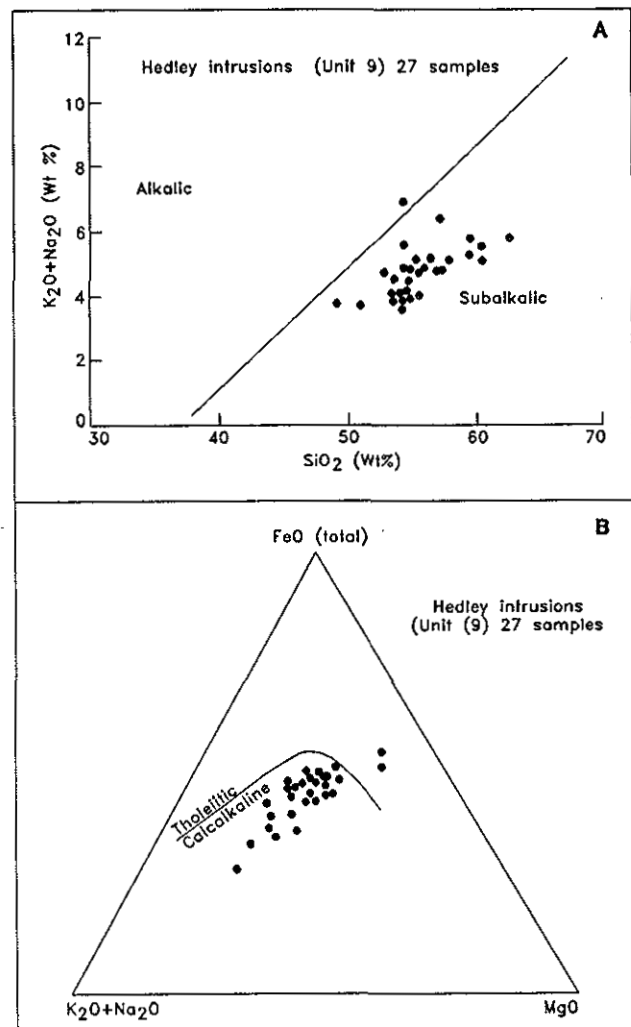 A
Hedley intrusions (Unit 9) 27 samples
12
10
8
6
4
2
0
K₂O+Na₂O (Wt %)
Alkalic
Subalkalic
30 40 50 60 70
SiO₂ (Wt%)
B
FeO (total)
Hedley intrusions
(Unit (9) 27 samples
Tholeiitic
Calcalkaline
K₂O+Na₂O MgO